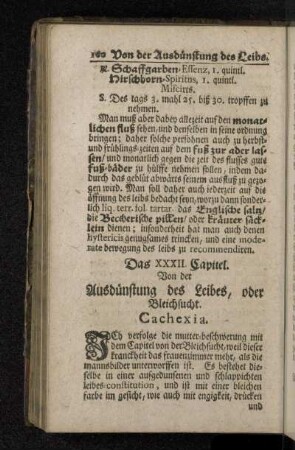 180 Von der Ausdünstung des Leibs.
Schaffgarben-Essenz, 1. quintl.
Hirschhorn-Spiritus, 1. quintl.
Misceirs.
S. Des tags 3. mahl 25. biß 30. tropffen zu
nehmen.
Man muß aber dabey allezeit auf den monat-
lichen fluß sehen, und denselben in seine ordnung
bringen; daher solche persohnen auch zu herbst-
und frühlings-zeiten auf dem fuß zur ader las-
sen/ und monatlich gegen die zeit des flusses gute
fuß-bäder zu hülffe nehmen sollen, indem da-
durch das geblüt abwärts seinem ausfluß zu gezo-
gen wird. Man soll daher auch jederzeit auf die
öffnung des leibs bedacht seyn, worzu dann sonder-
lich liq. terr. fol. tartar. das Englische saltz/
die Becherische pillen/ oder kräuter säck-
lein dienen; insonderheit hat man auch denen
hystericis genugsames trincken, und eine mode-
rate bewegung des leibs zu recommendiren.
Das XXXII. Capitel.
Von der
Ausdünstung des Leibes, oder
Bleichsucht.
Cachexia.
ICh verfolge die mutter-beschwerung mit
dem Capitel von der Bleichsucht, weil dieser
kranckheit das frauenzimmer mehr, als die
mannsbilder unterworffen ist. Es bestehet die-
selbe in einer aufgedunsenen und schlappichten
leibes-constitution, und ist mit einer bleichen
farbe im gesicht, wie auch mit engigkeit, drücken
und